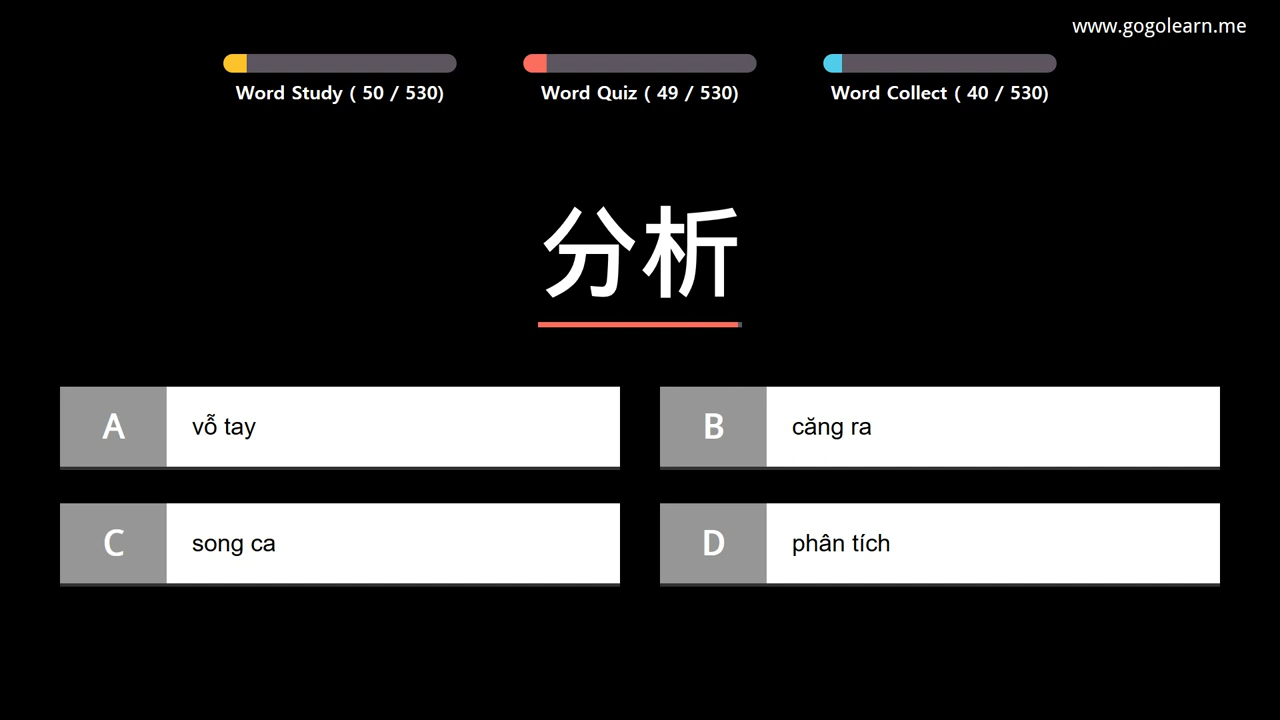 www.gogolearn.me
Word Study ( 50 / 530)
Word Quiz ( 49 / 530)
Word Collect ( 40 / 530)
分析
A vỗ tay
B căng ra
C song ca
D phân tích